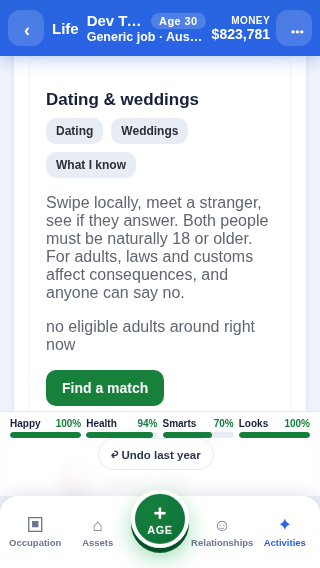 Life
Dev T… Age 30
Generic job · Aus…
MONEY
$823,781
Dating & weddings
Dating
Weddings
What I know
Swipe locally, meet a stranger,
see if they answer. Both people
must be naturally 18 or older.
For adults, laws and customs
affect consequences, and
anyone can say no.
no eligible adults around right
now
Find a match
Happy 100% Health 94% Smarts 70% Looks 100%
Undo last year
+
AGE
Occupation
Assets
Relationships
Activities